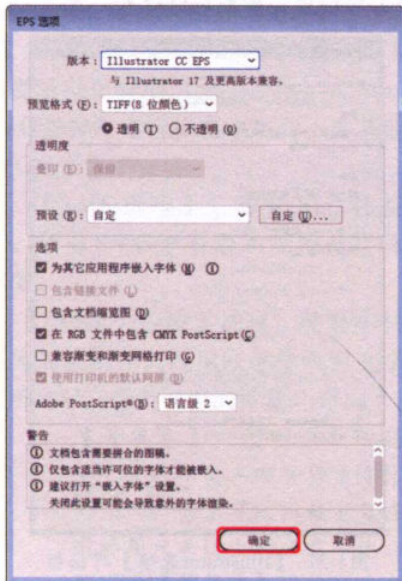 EPS 选项
版本: Illustrator CC EPS
与 Illustrator 17 及更高版本兼容。
预览格式(F): TIFF(8 位颜色)
透明(T) 不透明(O)
透明度
叠印(D): 保留
预设(R): 自定 自定(U)...
选项
为其它应用程序嵌入字体(M)
包含链接文件(L)
包含文档缩览图(D)
在 RGB 文件中包含 CMYK PostScript(C)
兼容渐变和渐变网格打印(G)
使用打印机的默认网屏(D)
Adobe PostScript®(B): 语言级 2
警告
文档包含需要拼合的图稿。
仅包含适当许可位的字体才能被嵌入。
建议打开“嵌入字体”设置。
关闭此设置可能会导致意外的字体渲染。
确定 取消